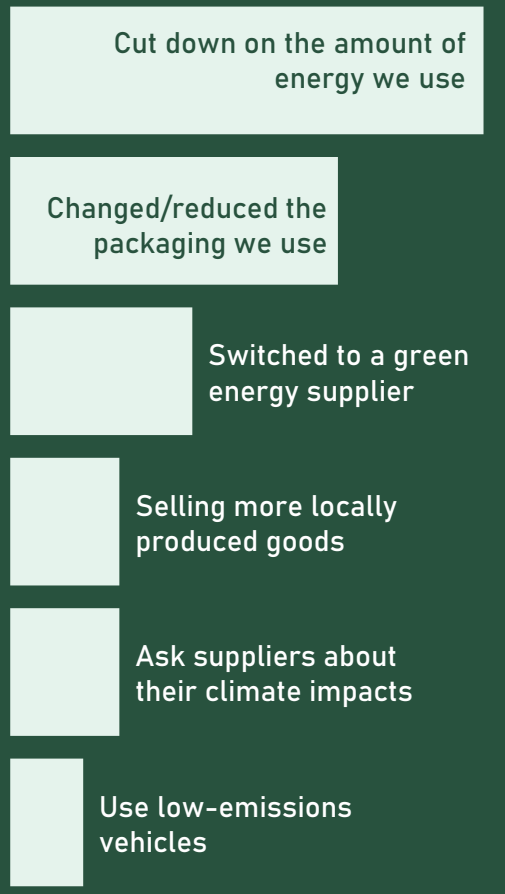 Cut down on the amount of
energy we use
Changed/reduced the
packaging we use
Switched to a green
energy supplier
Selling more locally
produced goods
Ask suppliers about
their climate impacts
Use low-emissions
vehicles